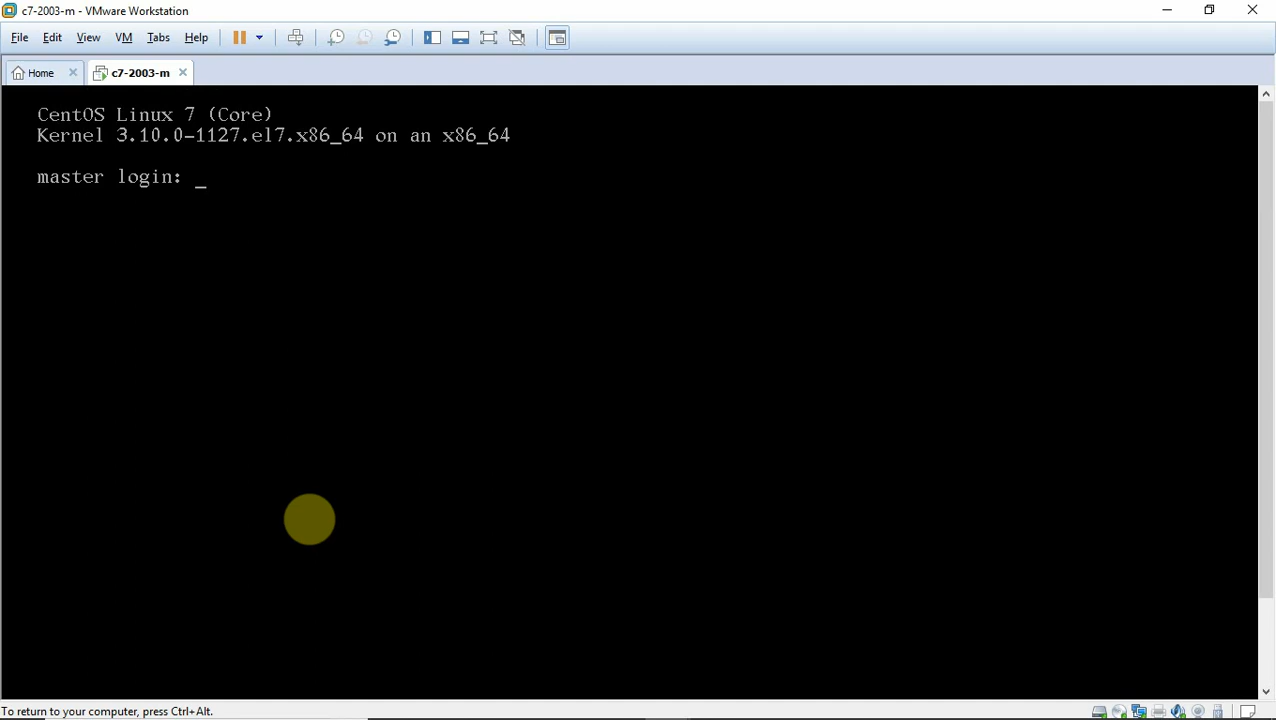 c7-2003-m - VMware Workstation
File Edit View VM Tabs Help
Home c7-2003-m
CentOS Linux 7 (Core)
Kernel 3.10.0-1127.el7.x86_64 on an x86_64
master login: _
To return to your computer, press Ctrl+Alt.